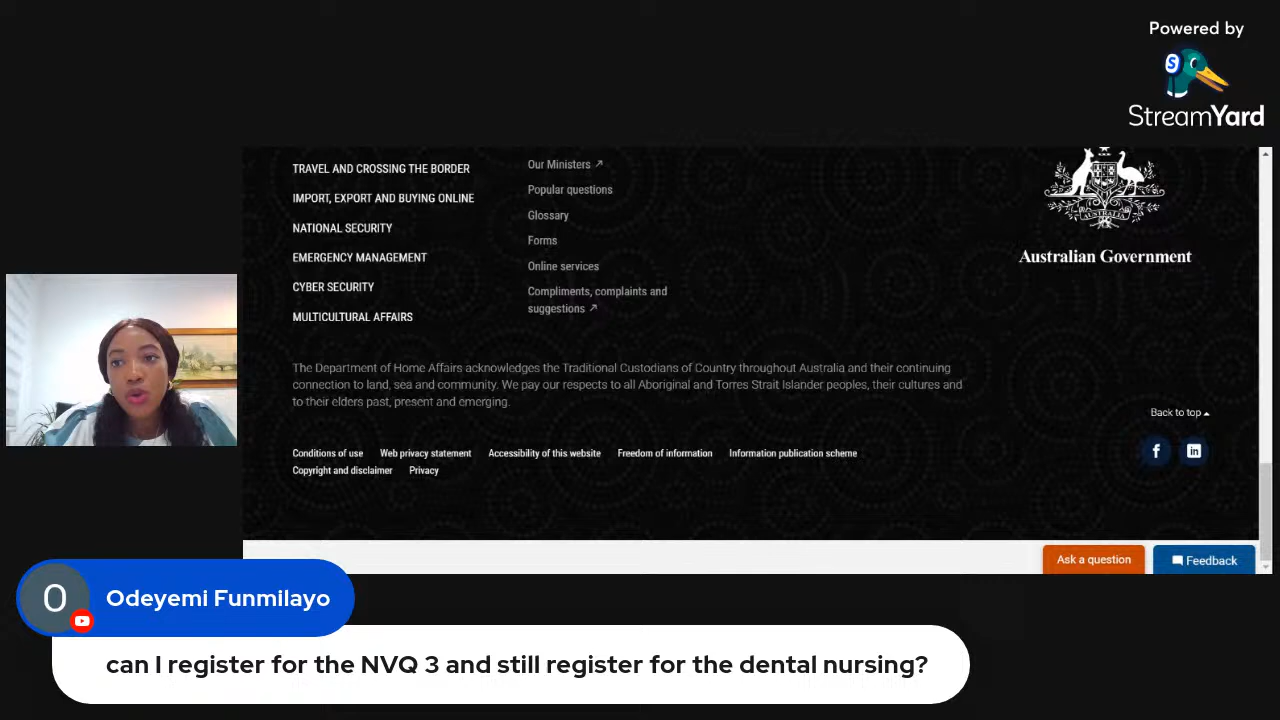 Powered by
StreamYard
TRAVEL AND CROSSING THE BORDER
IMPORT, EXPORT AND BUYING ONLINE
NATIONAL SECURITY
EMERGENCY MANAGEMENT
CYBER SECURITY
MULTICULTURAL AFFAIRS
Our Ministers ↗
Popular questions
Glossary
Forms
Online services
Compliments, complaints and
suggestions ↗
AUSTRALIA
Australian Government
The Department of Home Affairs acknowledges the Traditional Custodians of Country throughout Australia and their continuing
connection to land, sea and community. We pay our respects to all Aboriginal and Torres Strait Islander peoples, their cultures and
to their elders past, present and emerging.
Back to top
Conditions of use Web privacy statement Accessibility of this website Freedom of information Information publication scheme
Copyright and disclaimer Privacy
f in
Ask a question Feedback
O Odeyemi Funmilayo
can I register for the NVQ 3 and still register for the dental nursing?